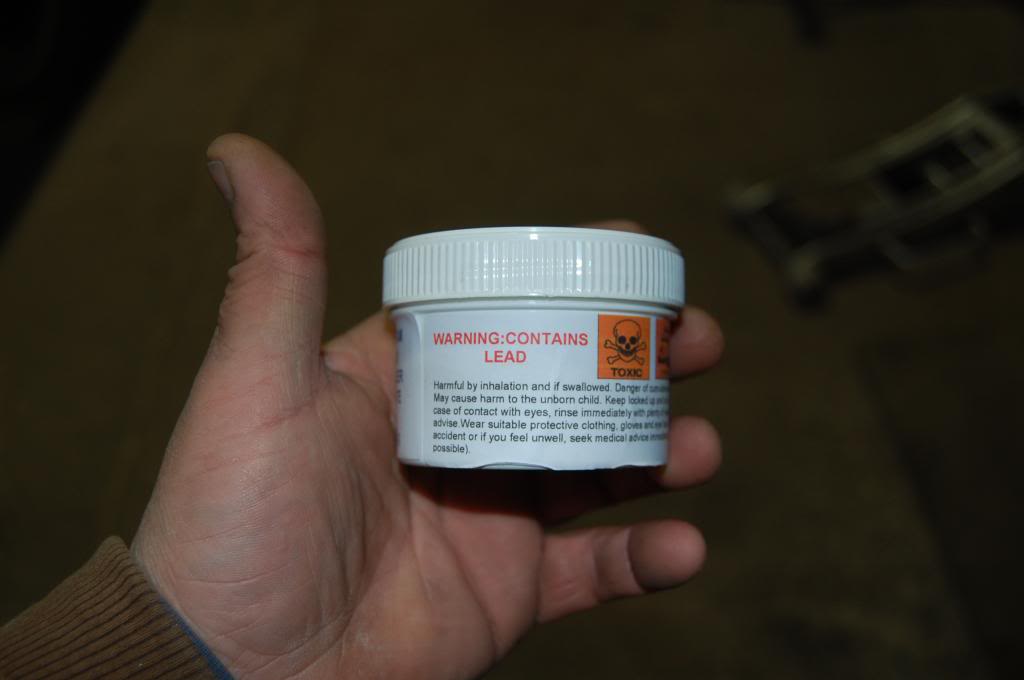 WARNING:CONTAINS
LEAD
TOXIC
Harmful by inhalation and if swallowed. Danger of
May cause harm to the unborn child. Keep locked up
case of contact with eyes, rinse immediately with plenty
advise.Wear suitable protective clothing, gloves and
accident or if you feel unwell, seek medical advice
possible).